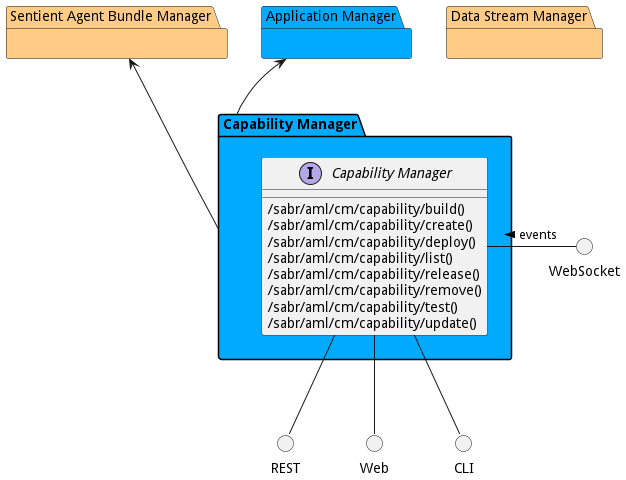 Sentient Agent Bundle Manager
Application Manager
Data Stream Manager
Capability Manager
I
Capability Manager
/sabr/aml/cm/capability/build()
/sabr/aml/cm/capability/create()
/sabr/aml/cm/capability/deploy()
/sabr/aml/cm/capability/list()
/sabr/aml/cm/capability/release()
/sabr/aml/cm/capability/remove()
/sabr/aml/cm/capability/test()
/sabr/aml/cm/capability/update()
events
WebSocket
REST
Web
CLI